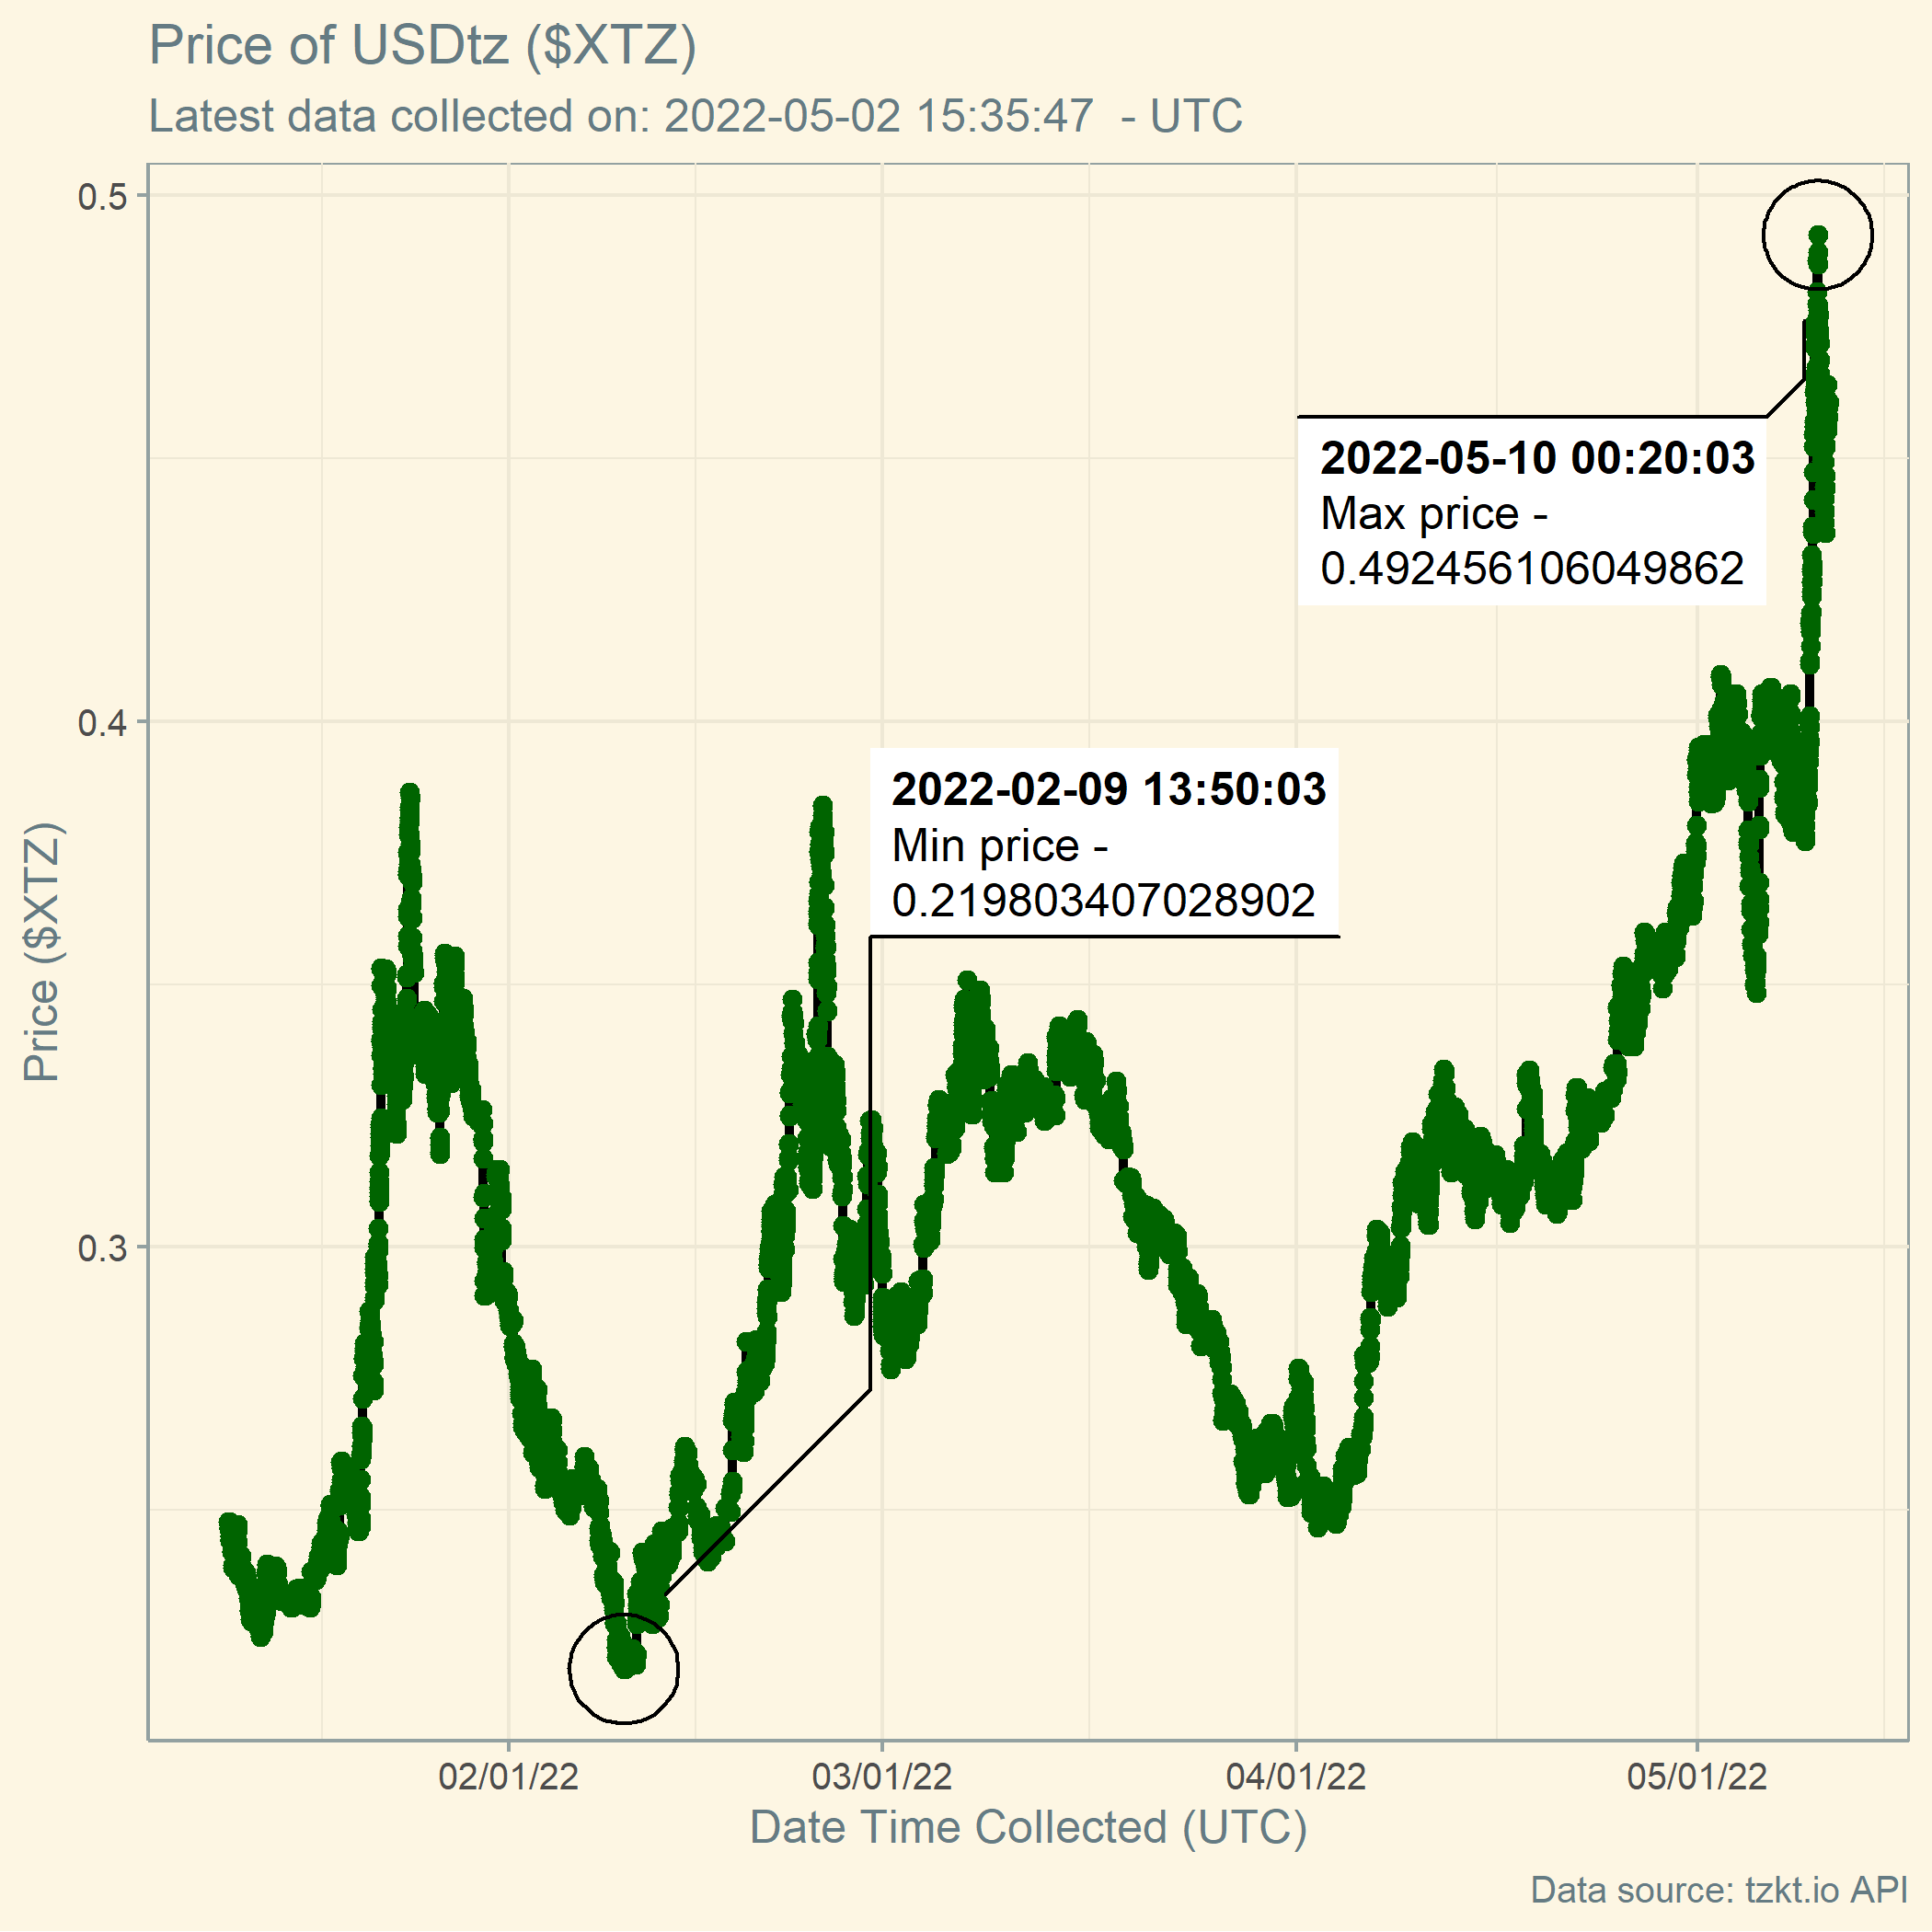 Price of USDtz ($XTZ)
Latest data collected on: 2022-05-02 15:35:47  - UTC
0.5
0.4
0.3
Price ($XTZ)
2022-05-10 00:20:03
Max price -
0.492456106049862
2022-02-09 13:50:03
Min price -
0.219803407028902
02/01/22
03/01/22
04/01/22
05/01/22
Date Time Collected (UTC)
Data source: tzkt.io API